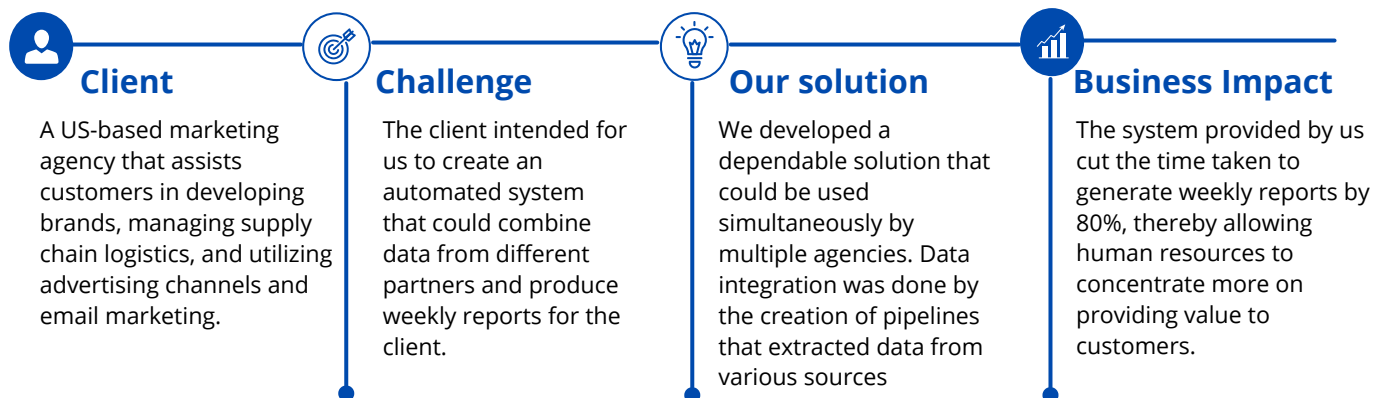 Client
A US-based marketing
agency that assists
customers in developing
brands, managing supply
chain logistics, and utilizing
advertising channels and
email marketing.
Challenge
The client intended for
us to create an
automated system
that could combine
data from different
partners and produce
weekly reports for the
client.
Our solution
We developed a
dependable solution that
could be used
simultaneously by
multiple agencies. Data
integration was done by
the creation of pipelines
that extracted data from
various sources
Business Impact
The system provided by us
cut the time taken to
generate weekly reports by
80%, thereby allowing
human resources to
concentrate more on
providing value to
customers.